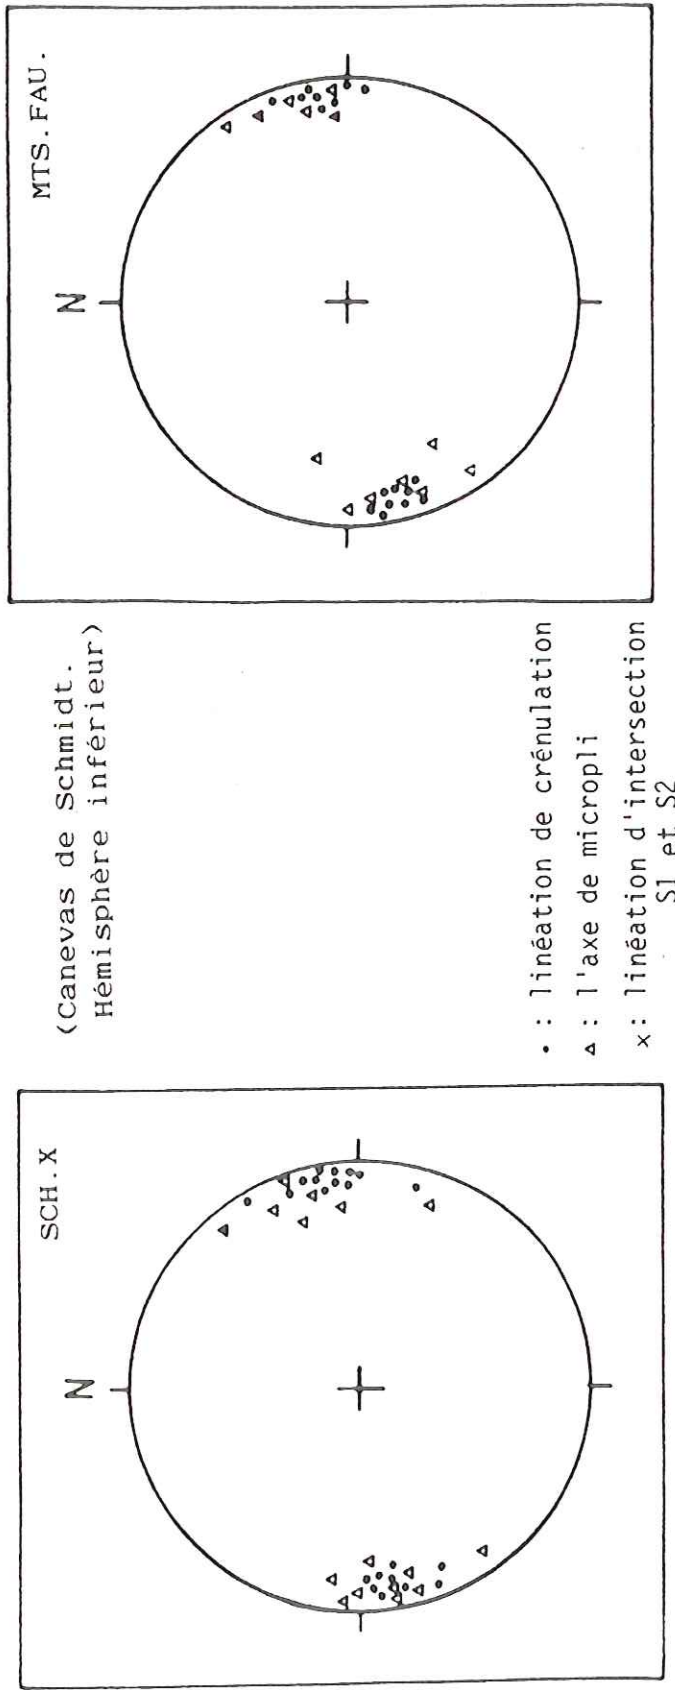 SCH.X
N
(Canevas de Schmidt.
Hémisphère inférieur)
• : linéation de crénulation
▵ : l'axe de micropli
x : linéation d'intersection
S1 et S2
MTS.FAU.
N